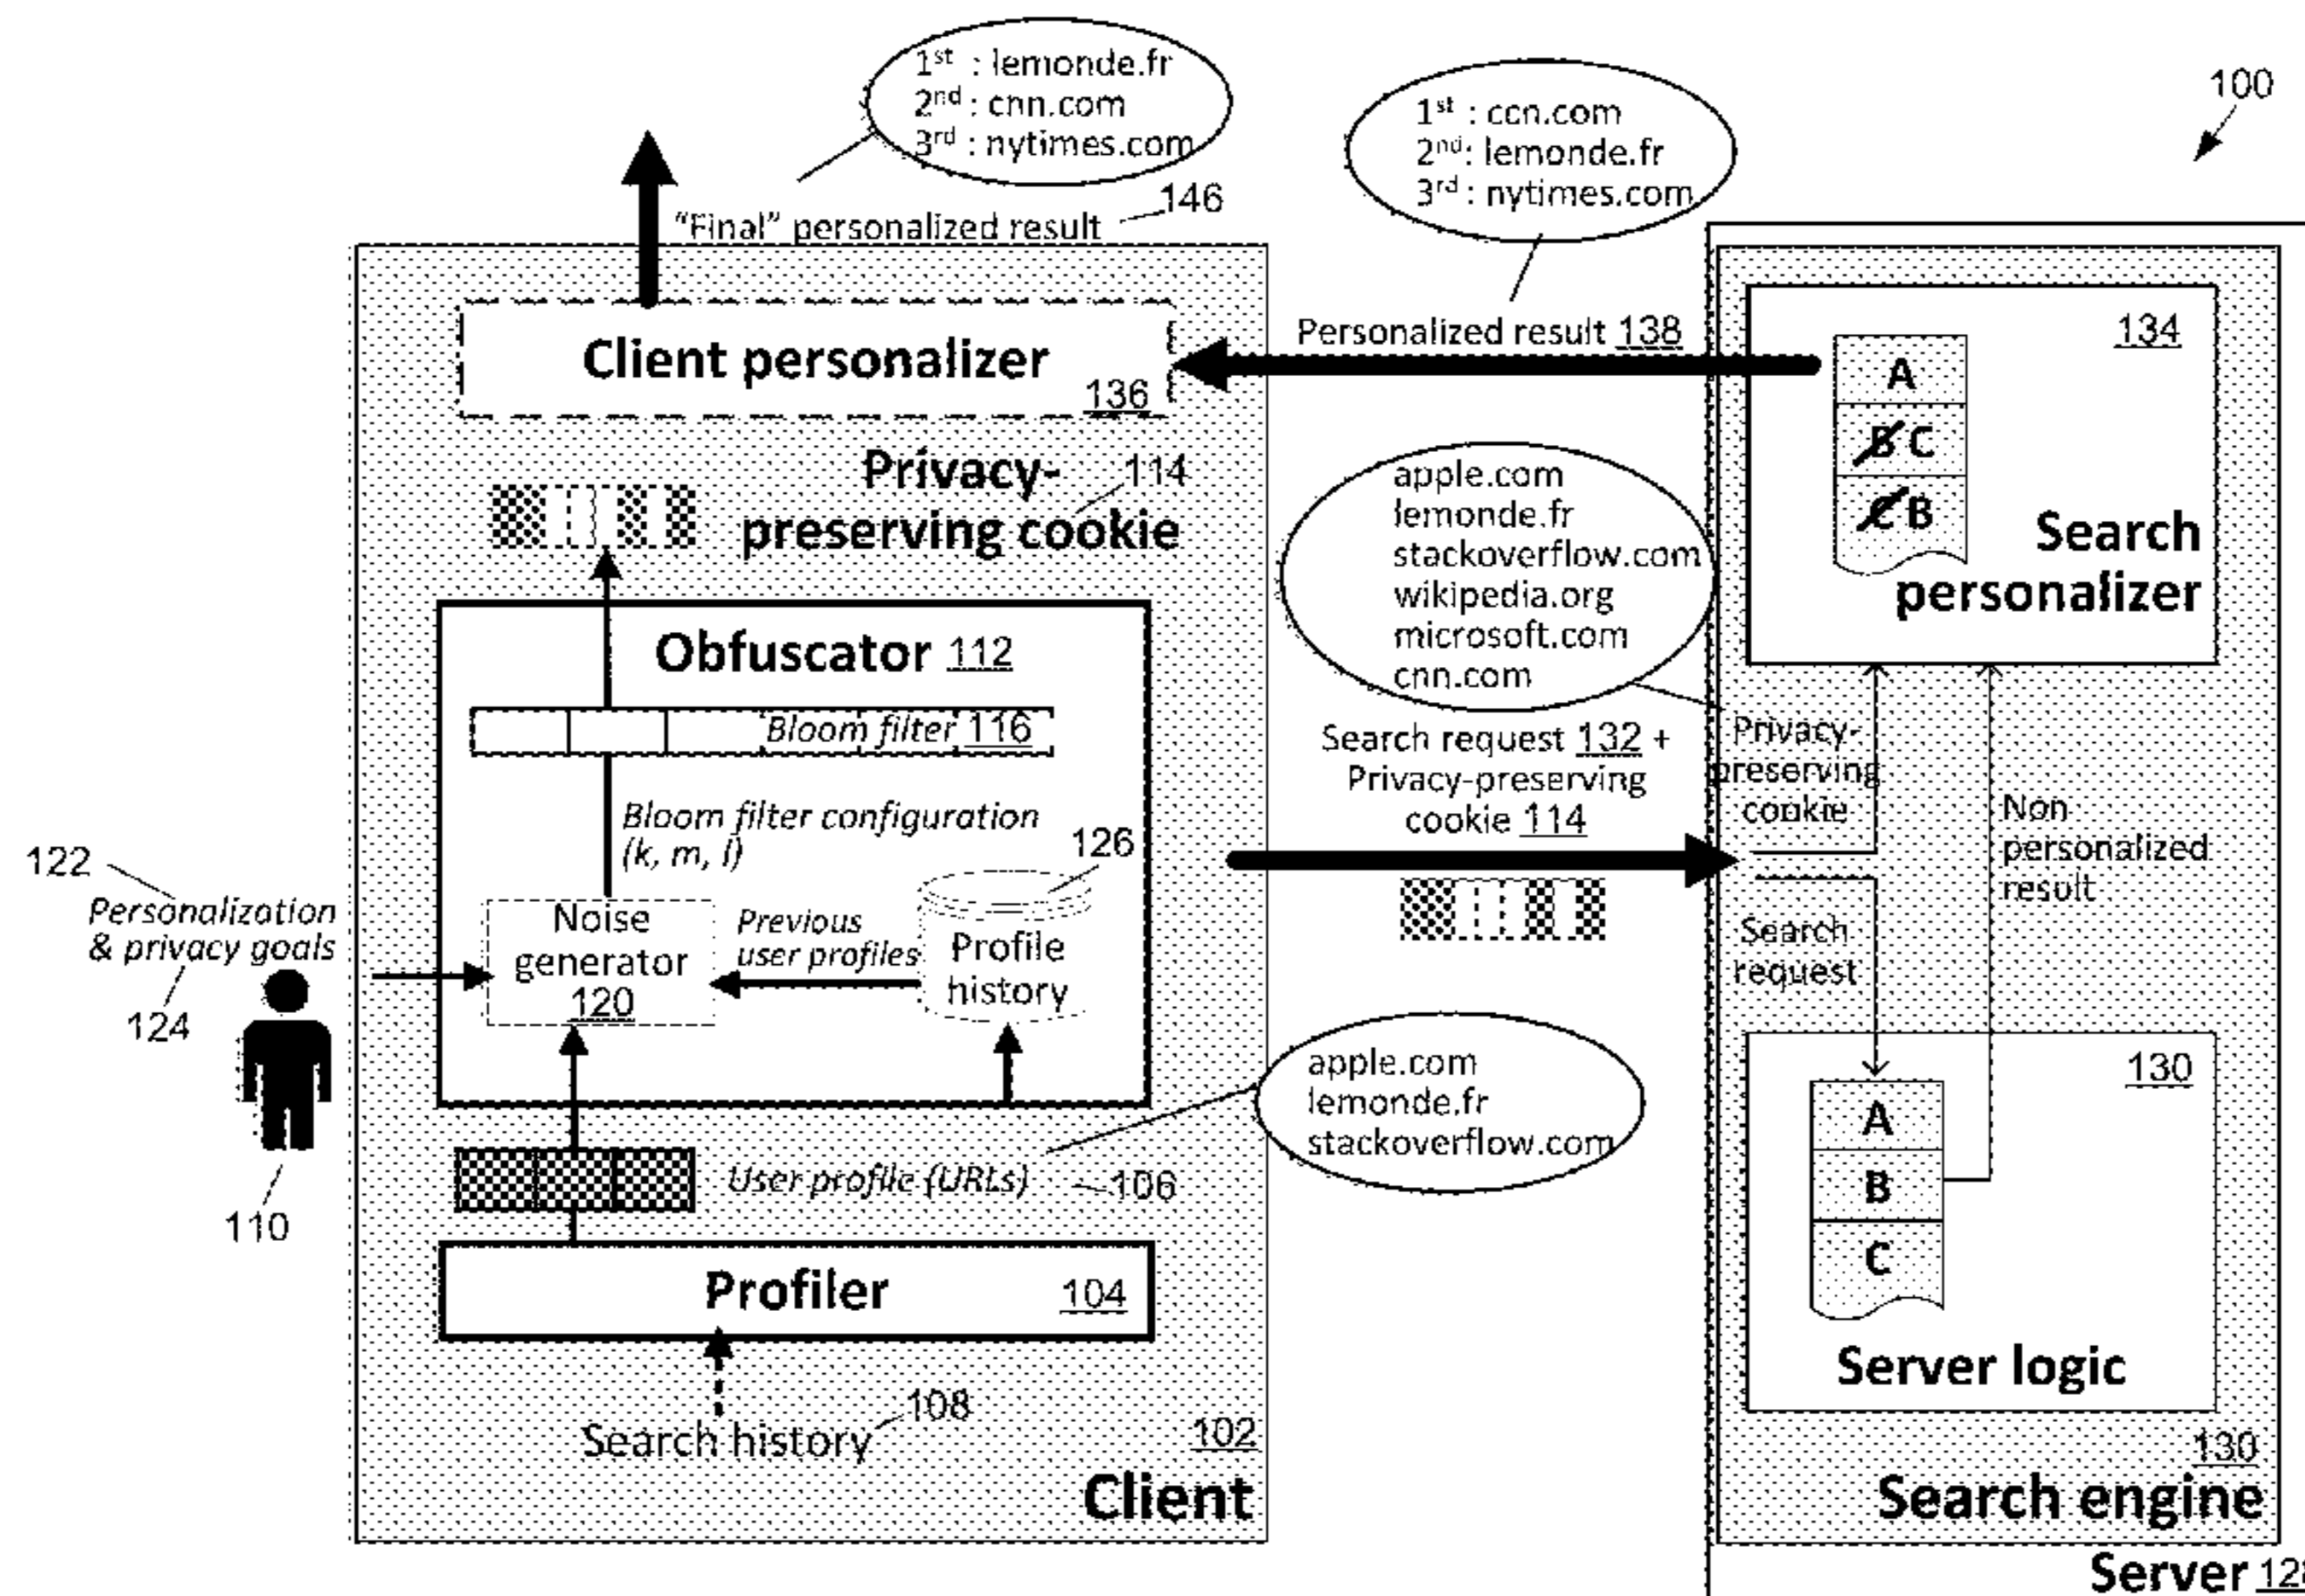 1st : lemonde.fr
2nd : cnn.com
3rd : nytimes.com
1st : ccn.com
2nd: lemonde.fr
3rd : nytimes.com
100
"Final" personalized result
146
Client personalizer
136
Personalized result 138
134
A
B C
C B
Search
personalizer
Privacy-
preserving cookie
114
apple.com
lemonde.fr
stackoverflow.com
wikipedia.org
microsoft.com
cnn.com
Obfuscator 112
Bloom filter 116
Bloom filter configuration
(k, m, l)
126
Search request 132 +
Privacy-preserving
cookie 114
Privacy-
preserving
cookie
Non
personalized
result
Search
request
122
Personalization
& privacy goals
124
110
Noise
generator
120
Previous
user profiles
Profile
history
apple.com
lemonde.fr
stackoverflow.com
User profile (URLs)
106
Profiler 104
Search history
108
102
Client
130
A
B
C
Server logic
130
Search engine
Server